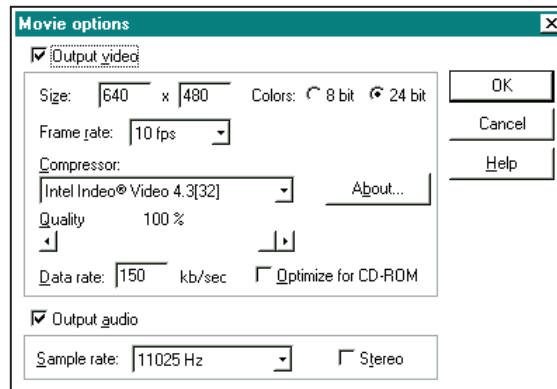 Movie options
Output video
Size: 640 x 480 Colors: 8 bit 24 bit
OK
Frame rate: 10 fps
Cancel
Compressor:
Help
Intel Indeo® Video 4.3[32] About...
Quality 100 %
Data rate: 150 kb/sec Optimize for CD-ROM
Output audio
Sample rate: 11025 Hz Stereo